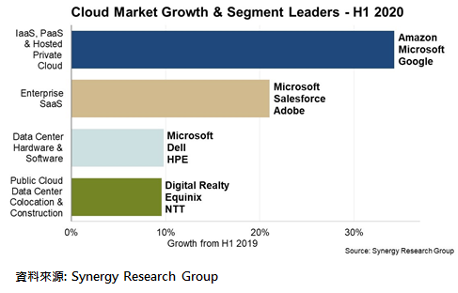 Cloud Market Growth & Segment Leaders - H1 2020
IaaS, PaaS
& Hosted
Private
Cloud
Amazon
Microsoft
Google
Enterprise
SaaS
Microsoft
Salesforce
Adobe
Data Center
Hardware &
Software
Microsoft
Dell
HPE
Public Cloud
Data Center
Colocation &
Construction
Digital Realty
Equinix
NTT
0% 10% 20% 30%
Growth from H1 2019
Source: Synergy Research Group
資料來源: Synergy Research Group